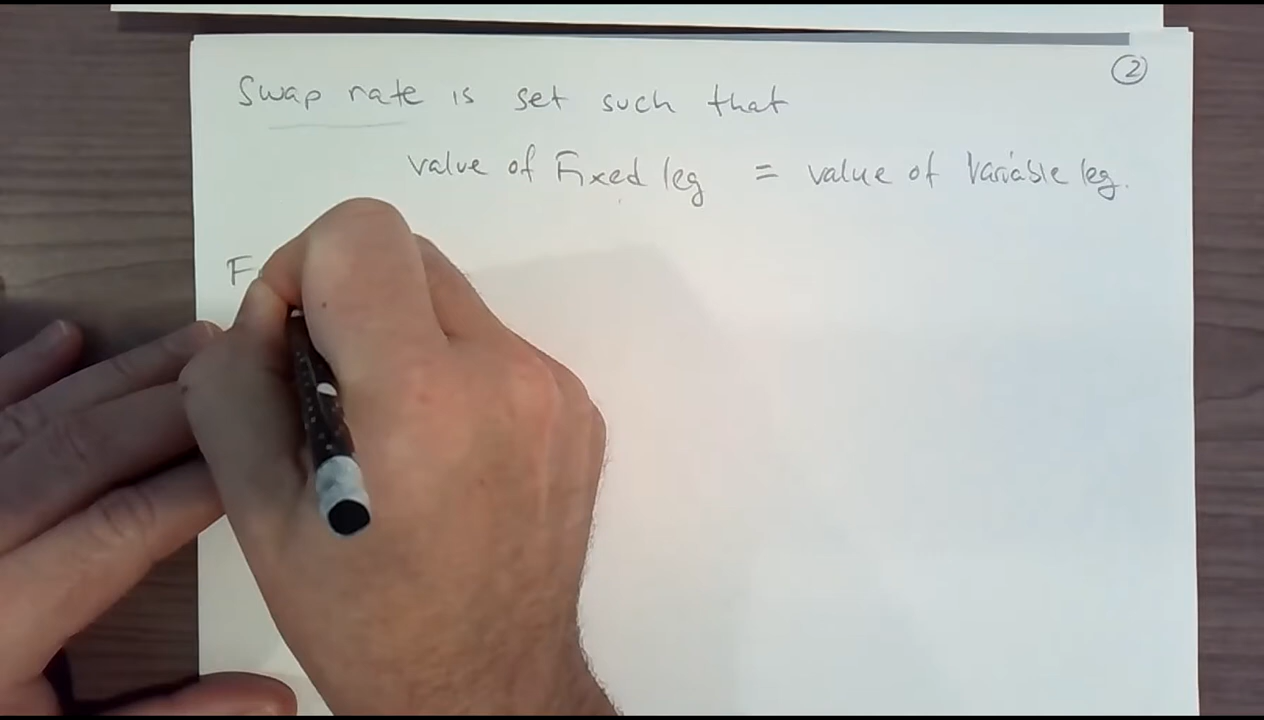 ②
Swap rate is set such that
value of Fixed leg = value of Variable leg.
F